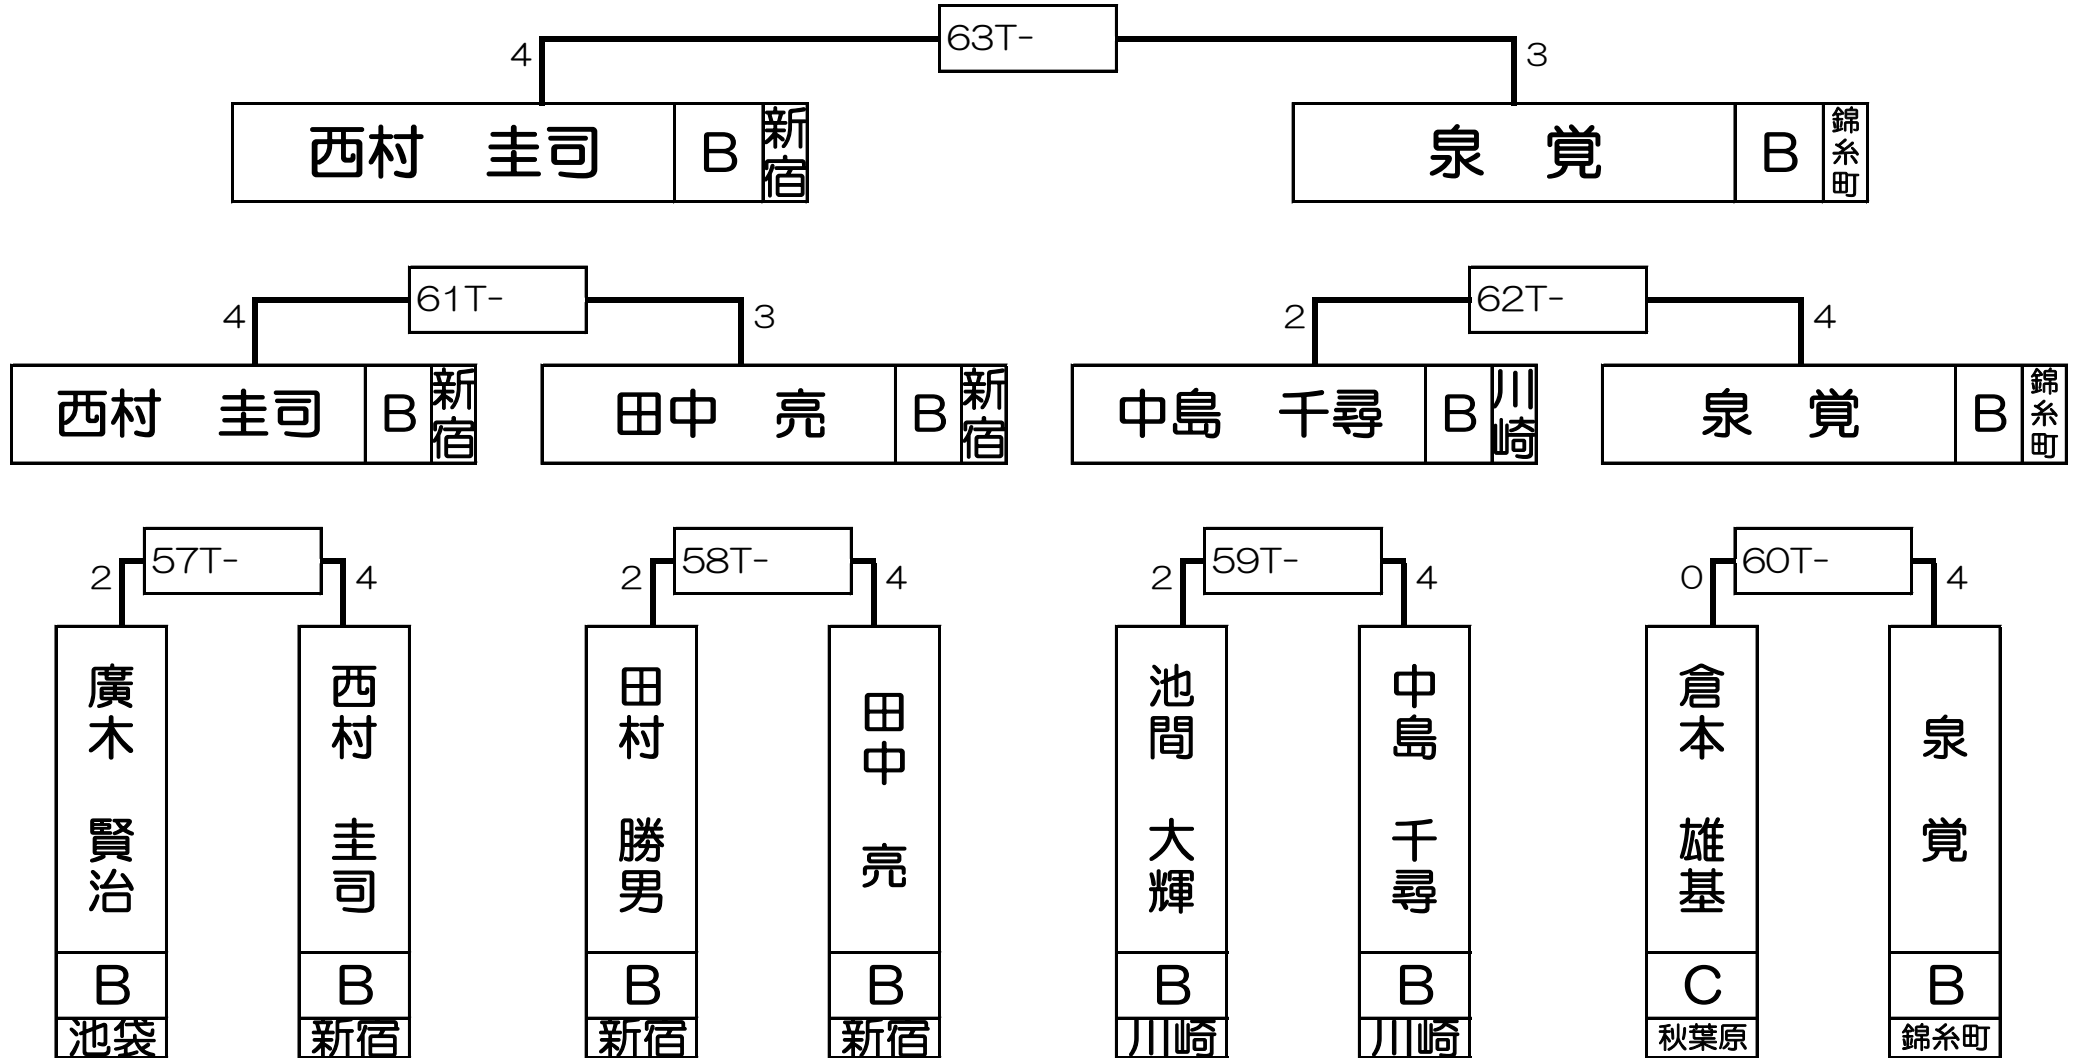 63T-
4
3
西村　圭司 B 新宿
泉　覚 B 錦糸町
61T-
4
3
62T-
2
4
西村　圭司 B 新宿
田中　亮 B 新宿
中島　千尋 B 川崎
泉　覚 B 錦糸町
57T-
2
4
58T-
2
4
59T-
2
4
60T-
0
4
廣木　賢治
B
池袋
西村　圭司
B
新宿
田村　勝男
B
新宿
田中　亮
B
新宿
池間　大輝
B
川崎
中島　千尋
B
川崎
倉本　雄基
C
秋葉原
泉　覚
B
錦糸町